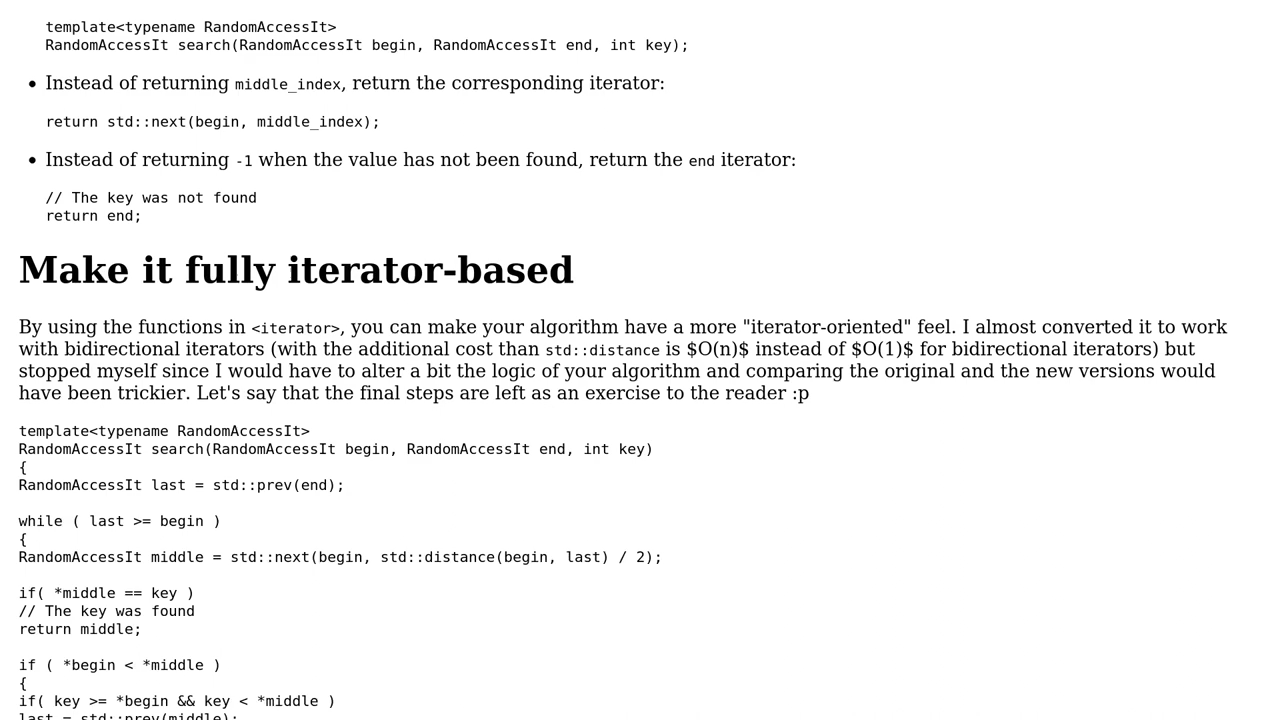 template<typename RandomAccessIt>
RandomAccessIt search(RandomAccessIt begin, RandomAccessIt end, int key);
• Instead of returning middle_index, return the corresponding iterator:
return std::next(begin, middle_index);
• Instead of returning -1 when the value has not been found, return the end iterator:
// The key was not found
return end;
Make it fully iterator-based
By using the functions in <iterator>, you can make your algorithm have a more "iterator-oriented" feel. I almost converted it to work
with bidirectional iterators (with the additional cost than std::distance is $O(n)$ instead of $O(1)$ for bidirectional iterators) but
stopped myself since I would have to alter a bit the logic of your algorithm and comparing the original and the new versions would
have been trickier. Let's say that the final steps are left as an exercise to the reader :p
template<typename RandomAccessIt>
RandomAccessIt search(RandomAccessIt begin, RandomAccessIt end, int key)
{
RandomAccessIt last = std::prev(end);
while ( last >= begin )
{
RandomAccessIt middle = std::next(begin, std::distance(begin, last) / 2);
if( *middle == key )
// The key was found
return middle;
if ( *begin < *middle )
{
if( key >= *begin && key < *middle )
last = std::prev(middle);